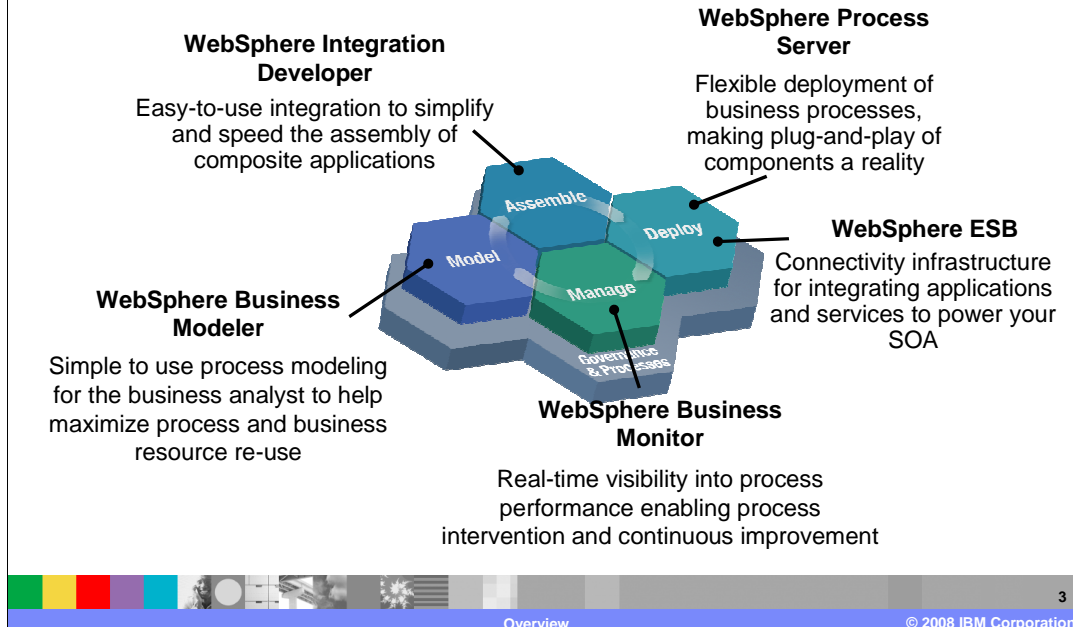 WebSphere Integration
Developer
Easy-to-use integration to simplify
and speed the assembly of
composite applications
WebSphere Process
Server
Flexible deployment of
business processes,
making plug-and-play of
components a reality
Assemble
Deploy
Model
Manage
Governance
& Processes
WebSphere ESB
Connectivity infrastructure
for integrating applications
and services to power your
SOA
WebSphere Business
Modeler
Simple to use process modeling
for the business analyst to help
maximize process and business
resource re-use
WebSphere Business
Monitor
Real-time visibility into process
performance enabling process
intervention and continuous improvement
3
Overview
© 2008 IBM Corporation